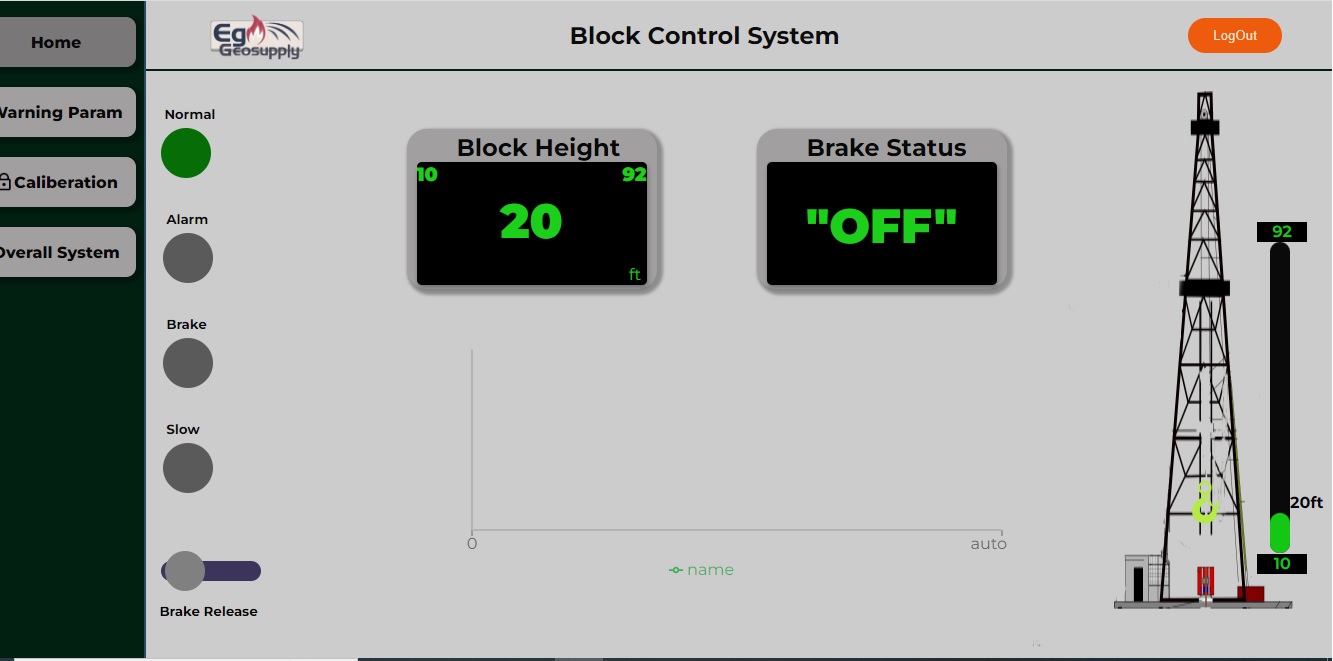 Home
Warning Param
Caliberation
Overall System
Eg
Geosupply
Block Control System
LogOut
Normal
Alarm
Brake
Slow
Brake Release
Block Height
10 92
20
ft
Brake Status
"OFF"
0 auto
name
92
20ft
10